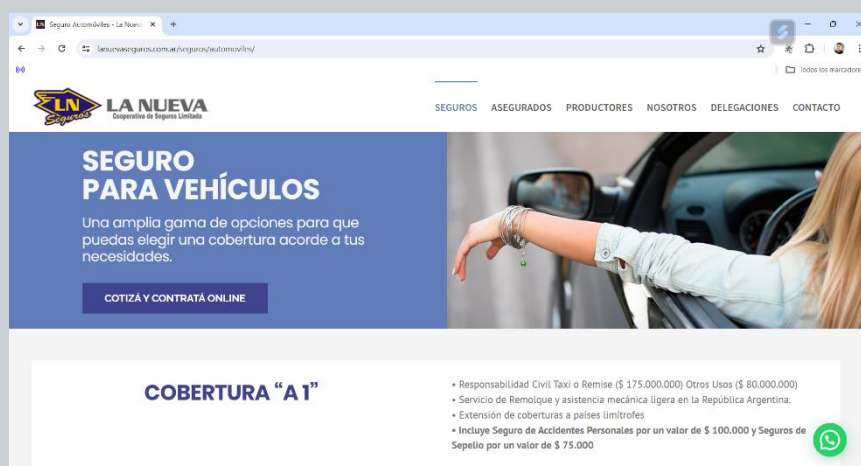 Seguro Automóviles - La Nueva
lanuevaseguros.com.ar/seguros/automoviles/
Todos los marcadores
LN
Seguros
LA NUEVA
Cooperativa de Seguros Limitada
SEGUROS ASEGURADOS PRODUCTORES NOSOTROS DELEGACIONES CONTACTO
SEGURO
PARA VEHÍCULOS
Una amplia gama de opciones para que
puedas elegir una cobertura acorde a tus
necesidades.
COTIZÁ Y CONTRATÁ ONLINE
COBERTURA “A 1”
• Responsabilidad Civil Taxi o Remise ($ 175.000.000) Otros Usos ($ 80.000.000)
• Servicio de Remolque y asistencia mecánica ligera en la República Argentina.
• Extensión de coberturas a países limítrofes
• Incluye Seguro de Accidentes Personales por un valor de $ 100.000 y Seguros de
Sepelio por un valor de $ 75.000